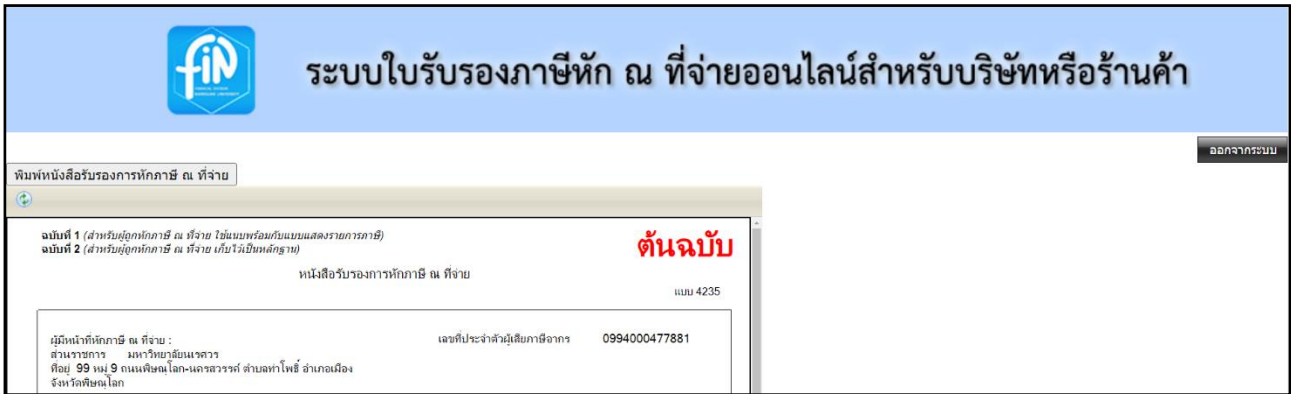 fiN
ระบบใบรับรองภาษีหัก ณ ที่จ่ายออนไลน์สำหรับบริษัทหรือร้านค้า
ออกจากระบบ
พิมพ์หนังสือรับรองการหักภาษี ณ ที่จ่าย
ฉบับที่ 1 (สำหรับผู้ถูกหักภาษี ณ ที่จ่าย ใช้แนบพร้อมกับแบบแสดงรายการภาษี)
ฉบับที่ 2 (สำหรับผู้ถูกหักภาษี ณ ที่จ่าย เก็บไว้เป็นหลักฐาน)
ต้นฉบับ
หนังสือรับรองการหักภาษี ณ ที่จ่าย
แบบ 4235
ผู้มีหน้าที่หักภาษี ณ ที่จ่าย : เลขที่ประจำตัวผู้เสียภาษีอากร 0994000477881
ส่วนราชการ มหาวิทยาลัยนเรศวร
ที่อยู่ 99 หมู่ 9 ถนนพิษณุโลก-นครสวรรค์ ตำบลท่าโพธิ์ อำเภอเมือง
จังหวัดพิษณุโลก